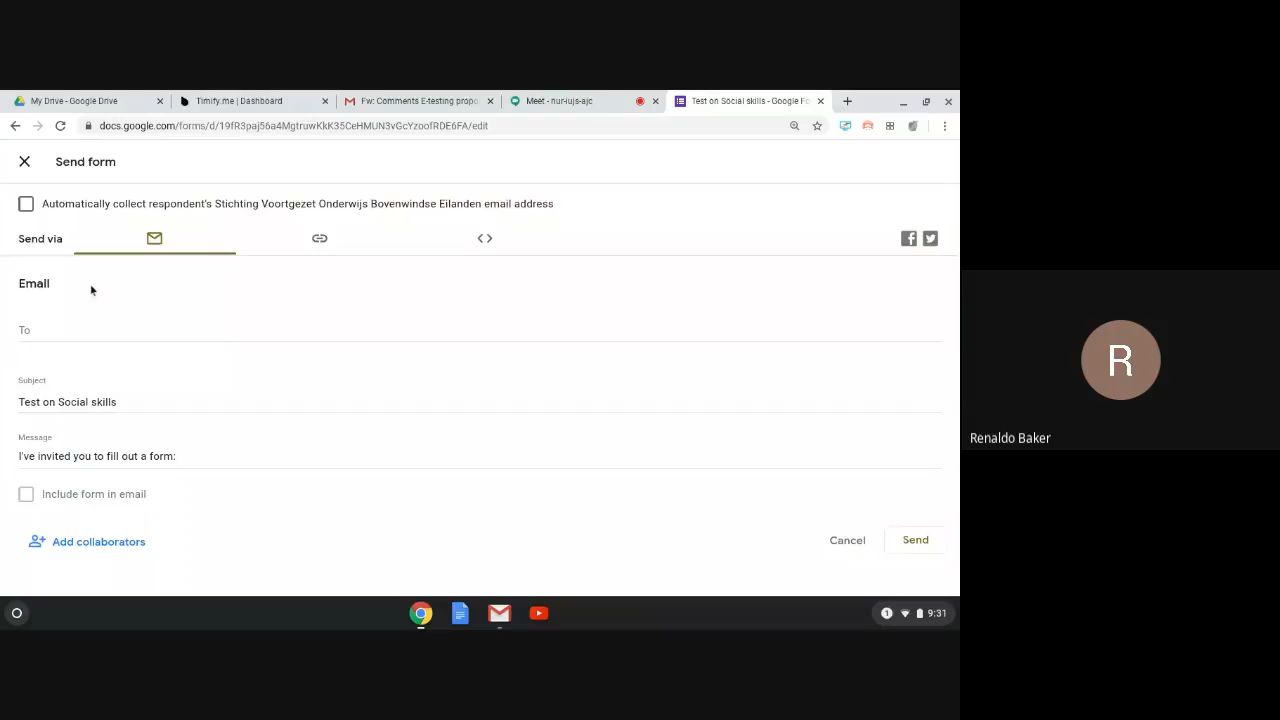 My Drive - Google Drive
Timify.me | Dashboard
Fw: Comments E-testing propo
Meet - nur-iujs-ajc
Test on Social skills - Google Fo
docs.google.com/forms/d/19fR3paj56a4MgtruwKkK35CeHMUN3vGcYzoofRDE6FA/edit
Send form
Automatically collect respondent's Stichting Voortgezet Onderwijs Bovenwindse Eilanden email address
Send via
Email
To
Subject
Test on Social skills
Message
I've invited you to fill out a form:
Include form in email
Add collaborators
Cancel
Send
1
9:31
R
Renaldo Baker